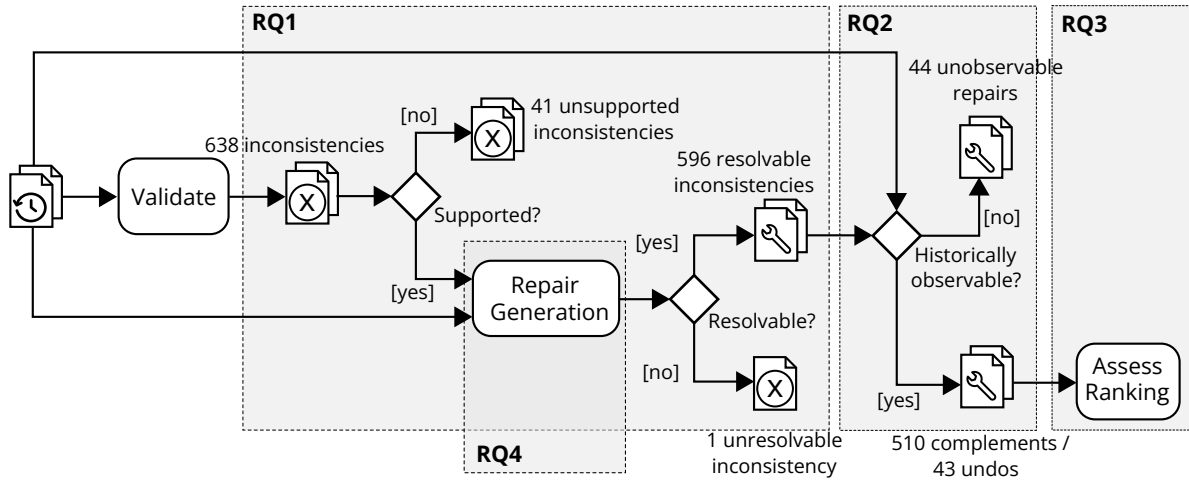 RQ1
RQ2
RQ3
44 unobservable
repairs
[no]
41 unsupported
inconsistencies
638 inconsistencies
596 resolvable
inconsistencies
Validate
X
X
Supported?
[no]
[yes]
Historically
observable?
[yes]
Repair
Generation
Resolvable?
[no]
X
[yes]
Assess
Ranking
1 unresolvable
inconsistency
510 complements /
43 undos
RQ4